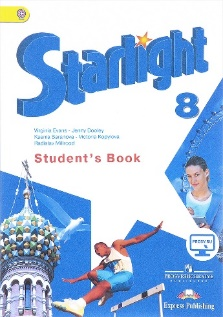 Starlight
8
Virginia Evans - Jenny Dooley
Ksenia Baranova - Victoria Kopylova
Radislav Millrood
Student's Book
Express Publishing